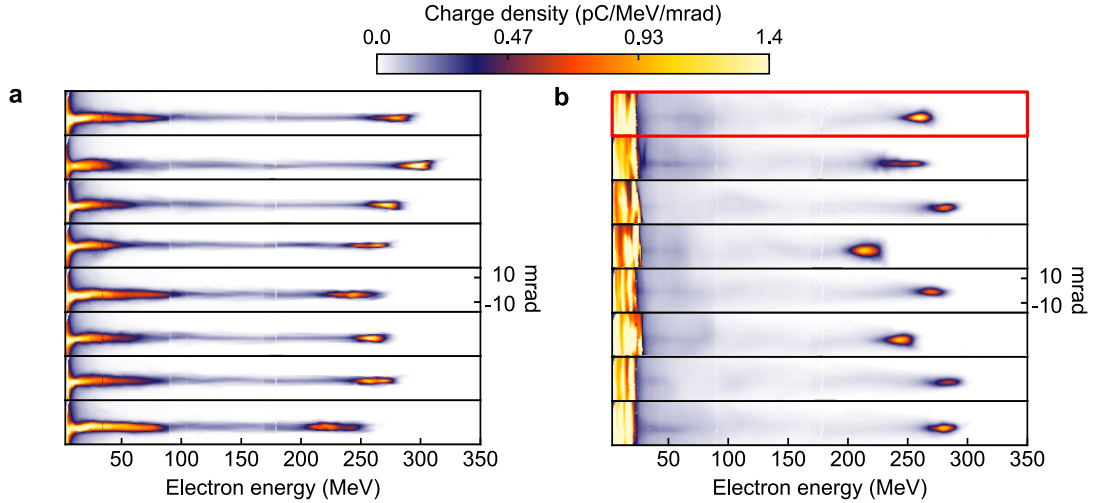 Charge density (pC/MeV/mrad)
0.0 0.47 0.93 1.4
a b
10
-10
mrad
10
-10
mrad
50 100 150 200 250 300 350 50 100 150 200 250 300 350
Electron energy (MeV) Electron energy (MeV)